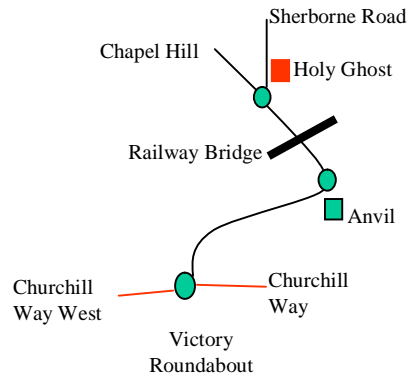 Sherborne Road
Chapel Hill
Holy Ghost
Railway Bridge
Anvil
Churchill
Way West
Churchill
Way
Victory
Roundabout